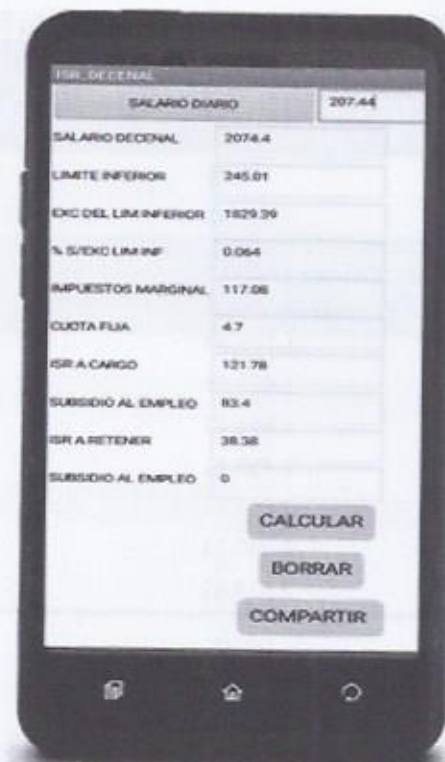 ISR_DECENAL
SALARIO DIARIO 207.44
SALARIO DECENAL 2074.4
LIMITE INFERIOR 245.01
EXC DEL LIM INFERIOR 1829.39
% S/EXC LIM INF 0.064
IMPUESTOS MARGINAL 117.08
CUOTA FIJA 4.7
ISR A CARGO 121.78
SUBSIDIO AL EMPLEO 83.4
ISR A RETENER 38.38
SUBSIDIO AL EMPLEO 0
CALCULAR
BORRAR
COMPARTIR